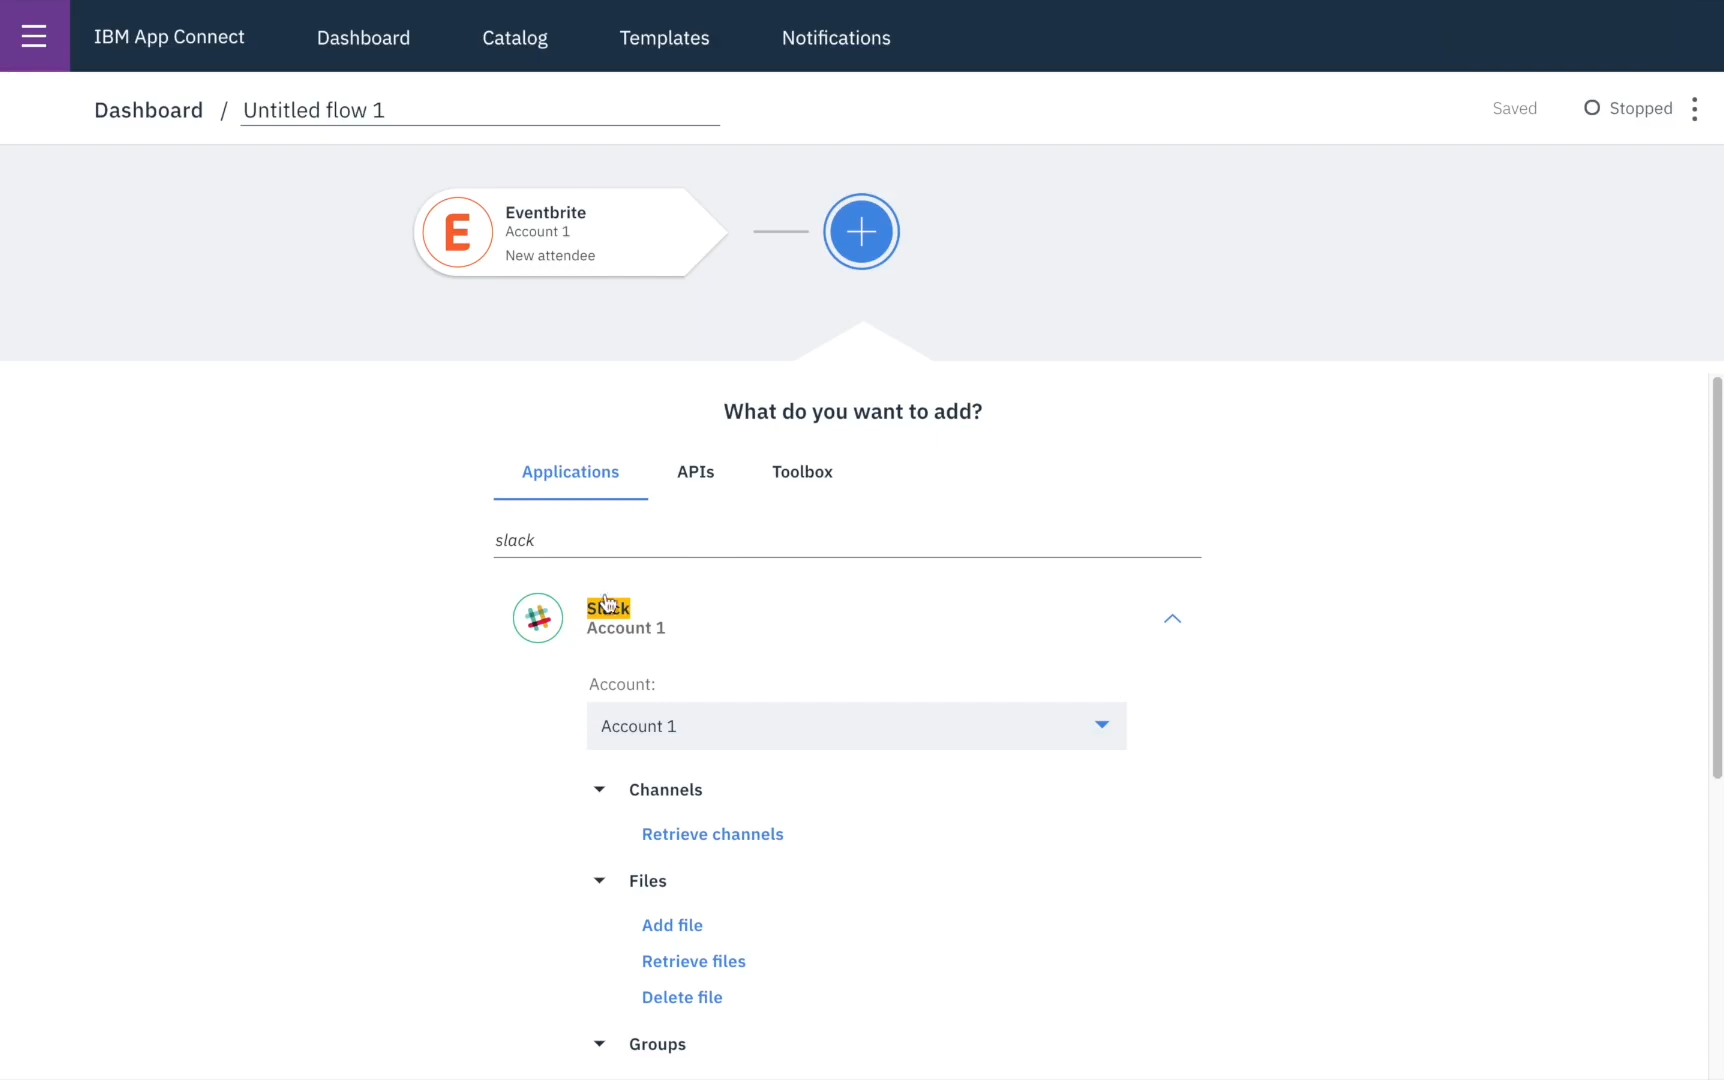 IBM App Connect Dashboard Catalog Templates Notifications
Dashboard / Untitled flow 1 Saved Stopped
E
Eventbrite
Account 1
New attendee
What do you want to add?
Applications APIs Toolbox
slack
Slack
Account 1
Account:
Account 1
Channels
Retrieve channels
Files
Add file
Retrieve files
Delete file
Groups